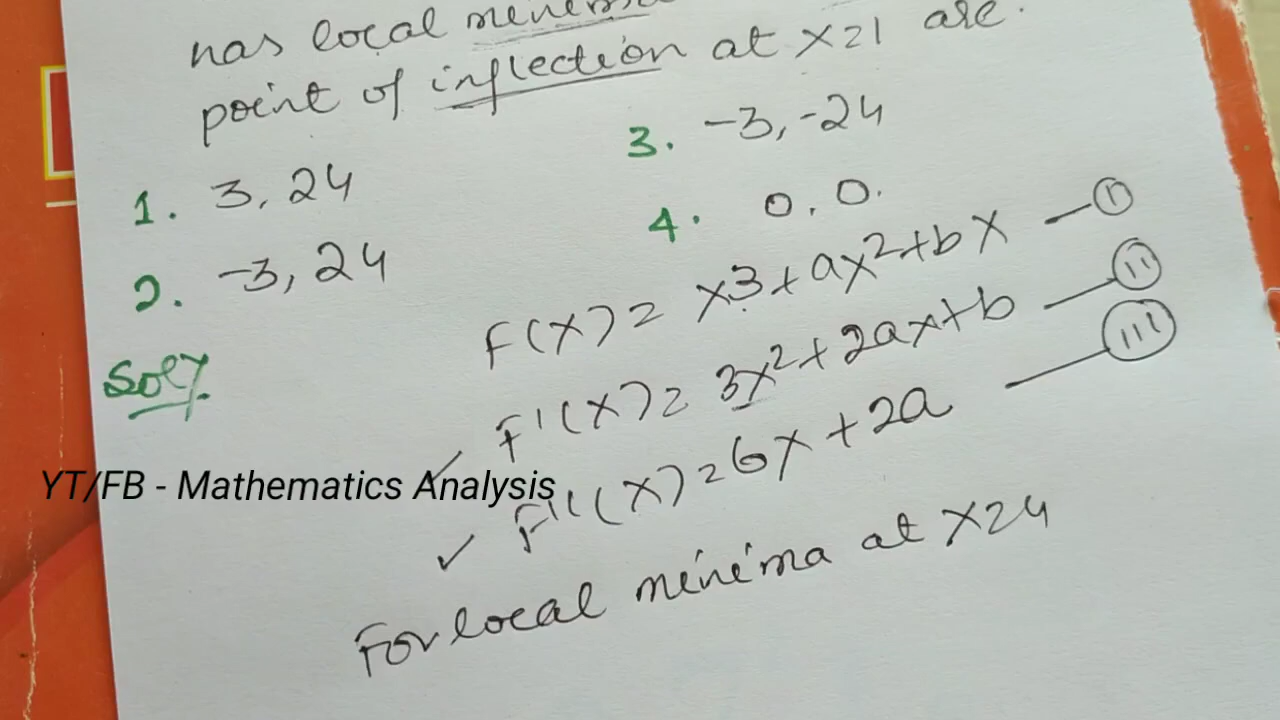 has local minima
point of inflection at x=1 are.
1. 3, 24
3. -3, -24
2. -3, 24
4. 0, 0.
Sol^n.
F(x) = x³ + ax² + bx — (i)
✓ F'(x) = 3x² + 2ax + b — (ii)
YT/FB - Mathematics Analysis
✓ F''(x) = 6x + 2a — (iii)
For local minima at x=4